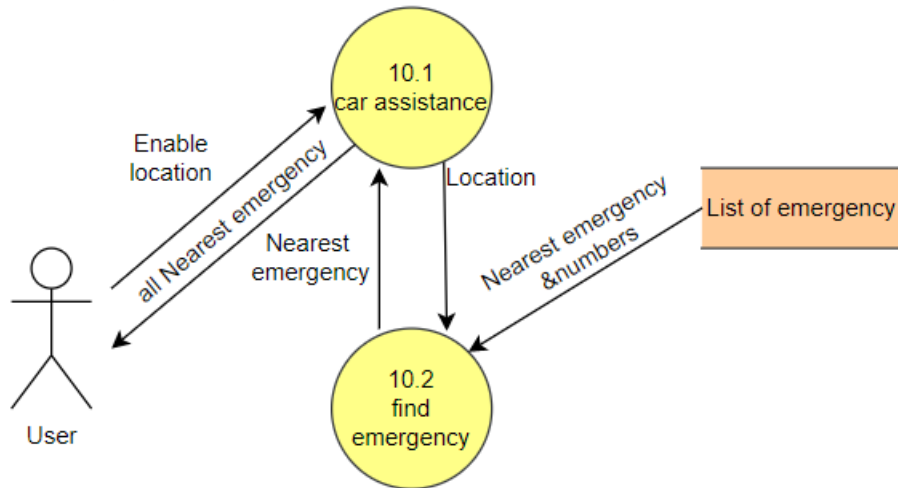 10.1
car assistance
Enable
location
all Nearest emergency
Location
Nearest
emergency
Nearest emergency
&numbers
List of emergency
10.2
find
emergency
User